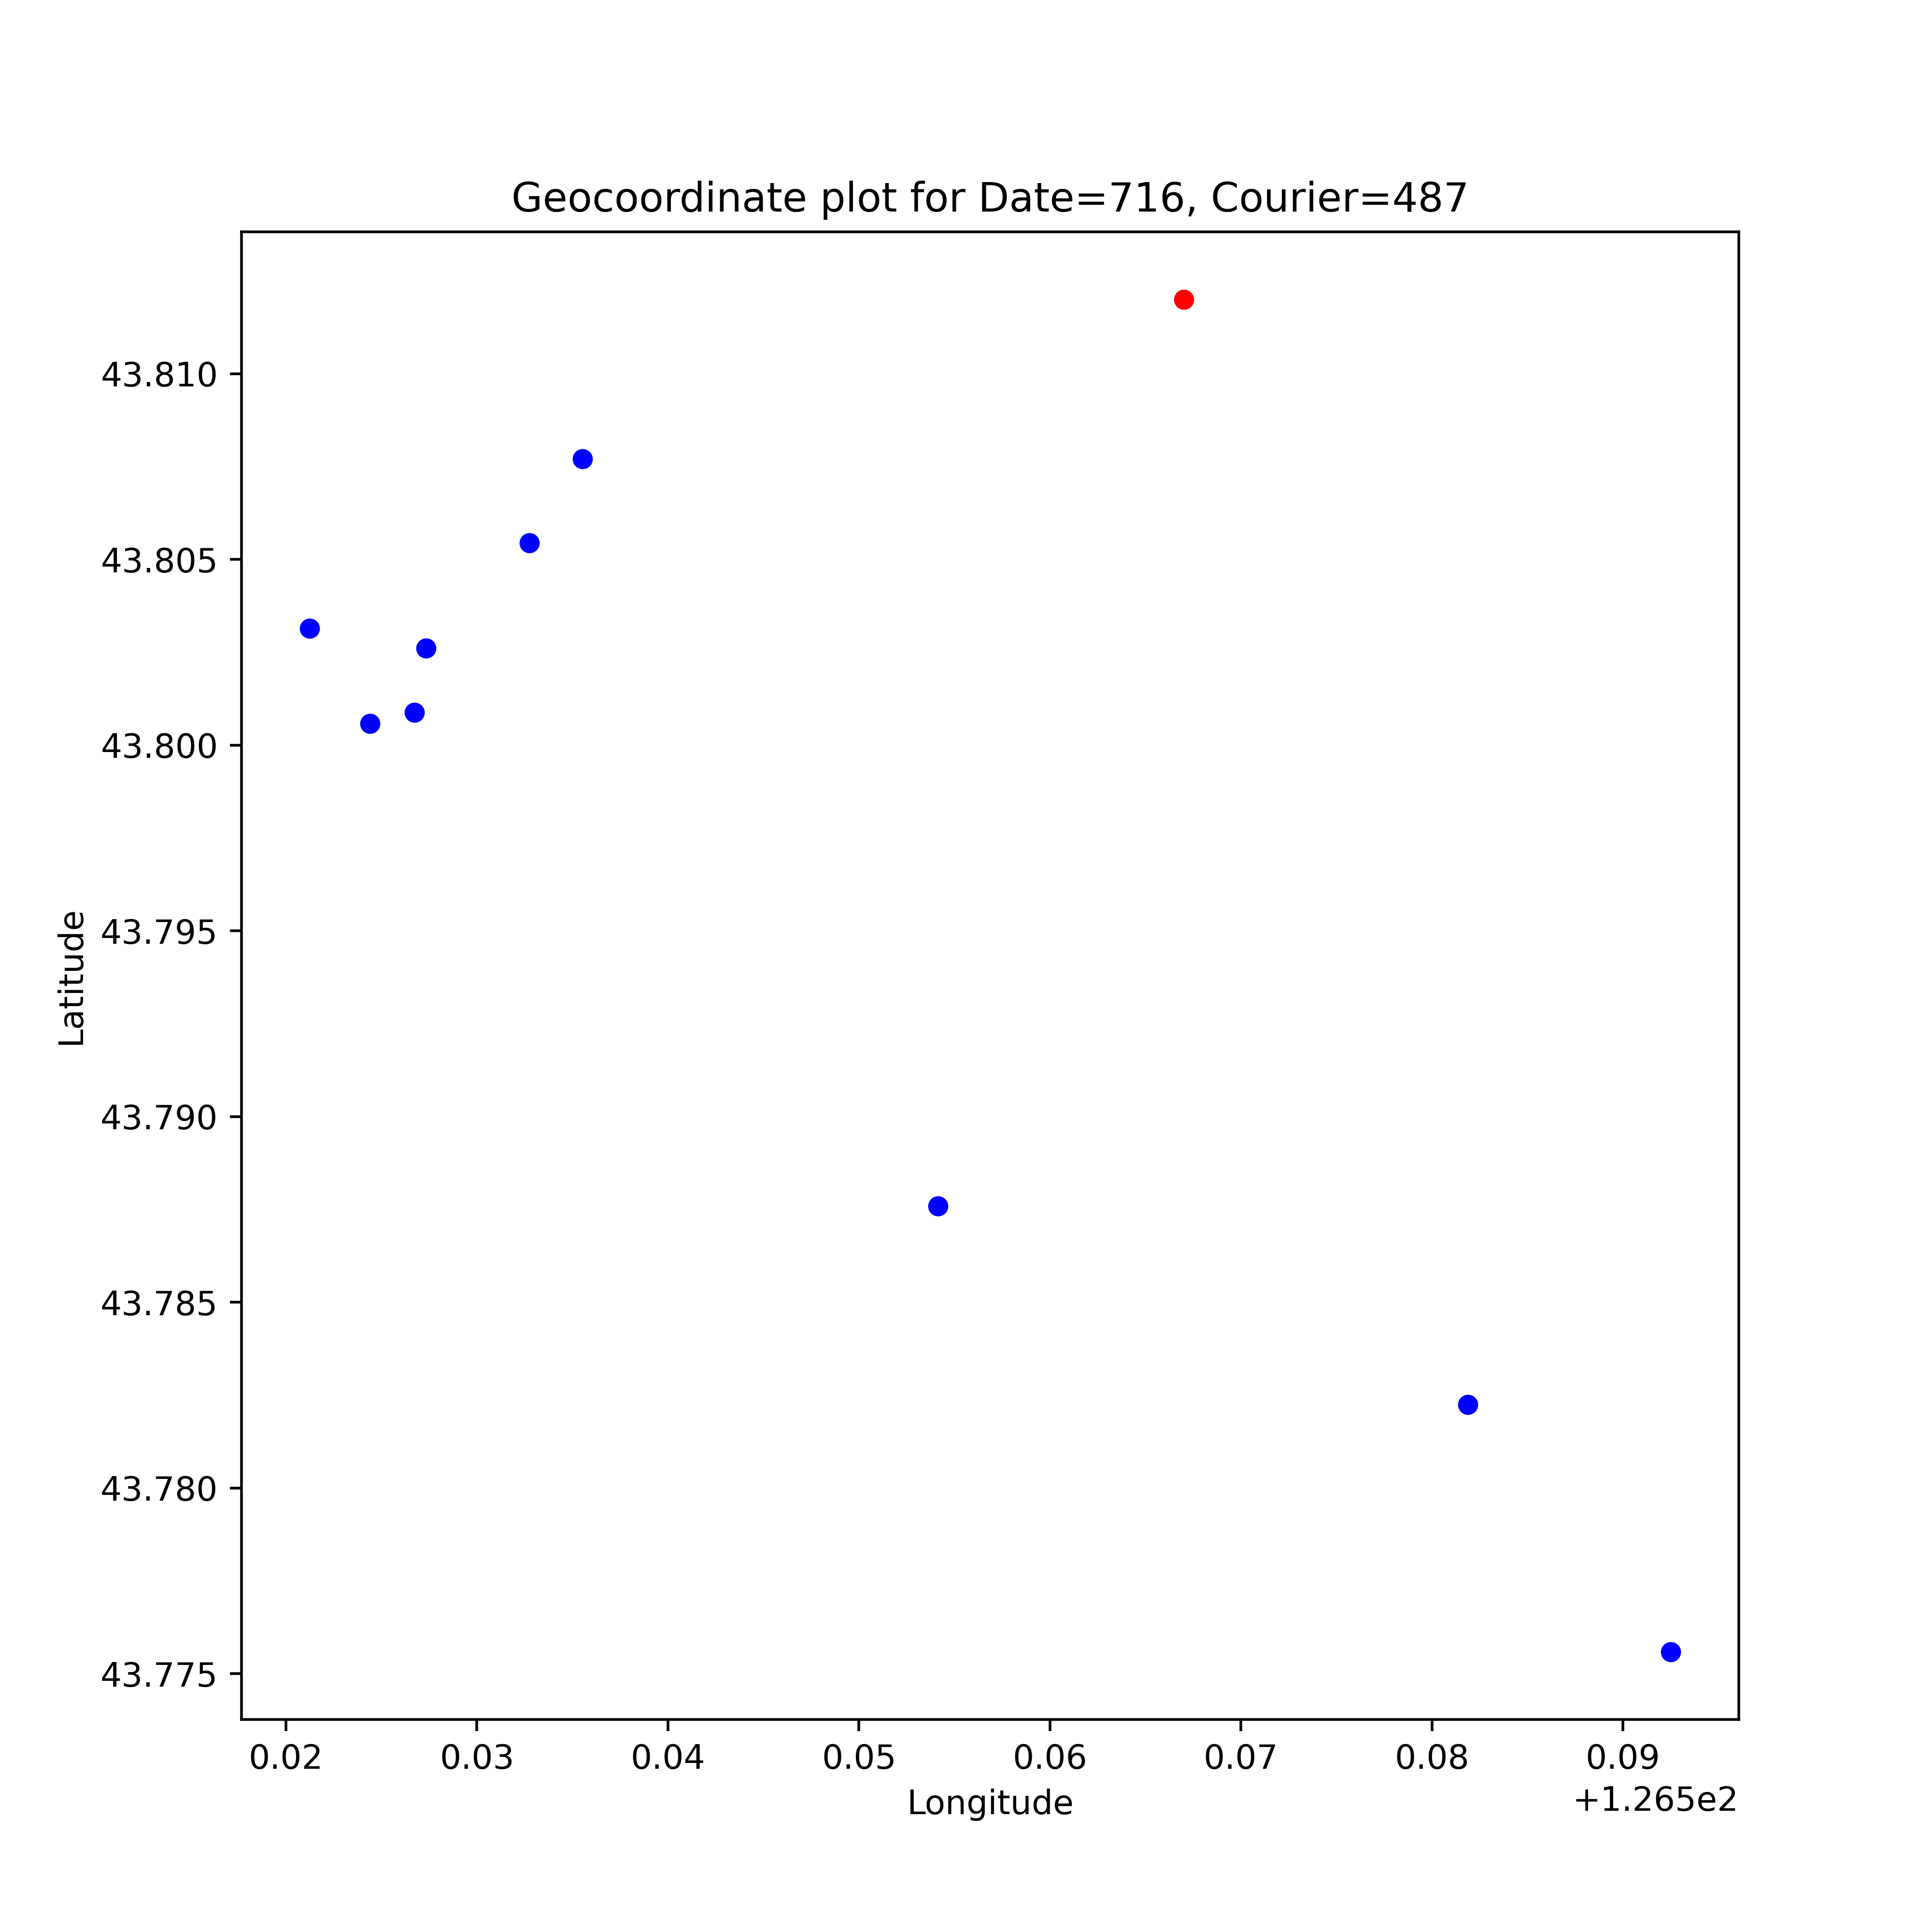 Geocoordinate plot for Date=716, Courier=487
43.810
43.805
43.800
43.795
43.790
43.785
43.780
43.775
Latitude
0.02 0.03 0.04 0.05 0.06 0.07 0.08 0.09
+1.265e2
Longitude